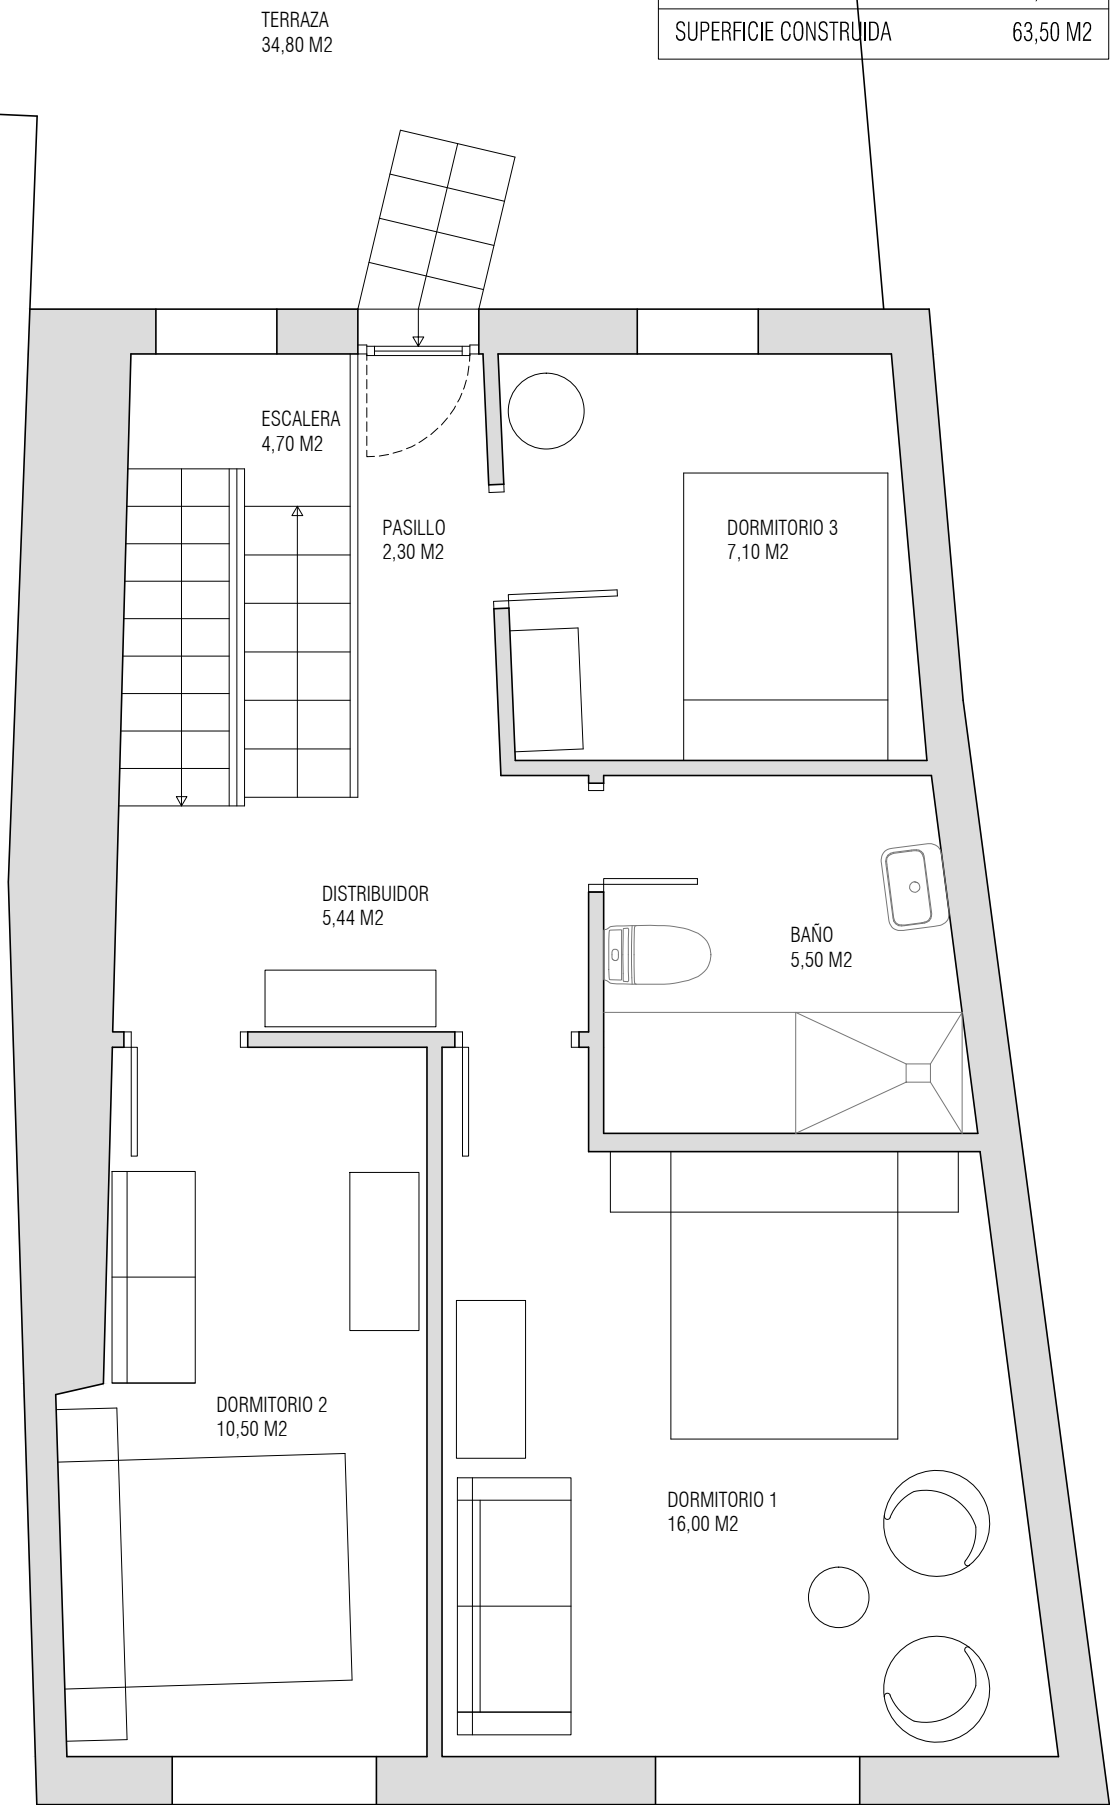 TERRAZA
34,80 M2
SUPERFICIE CONSTRUIDA 63,50 M2
ESCALERA
4,70 M2
PASILLO
2,30 M2
DORMITORIO 3
7,10 M2
DISTRIBUIDOR
5,44 M2
BAÑO
5,50 M2
DORMITORIO 2
10,50 M2
DORMITORIO 1
16,00 M2